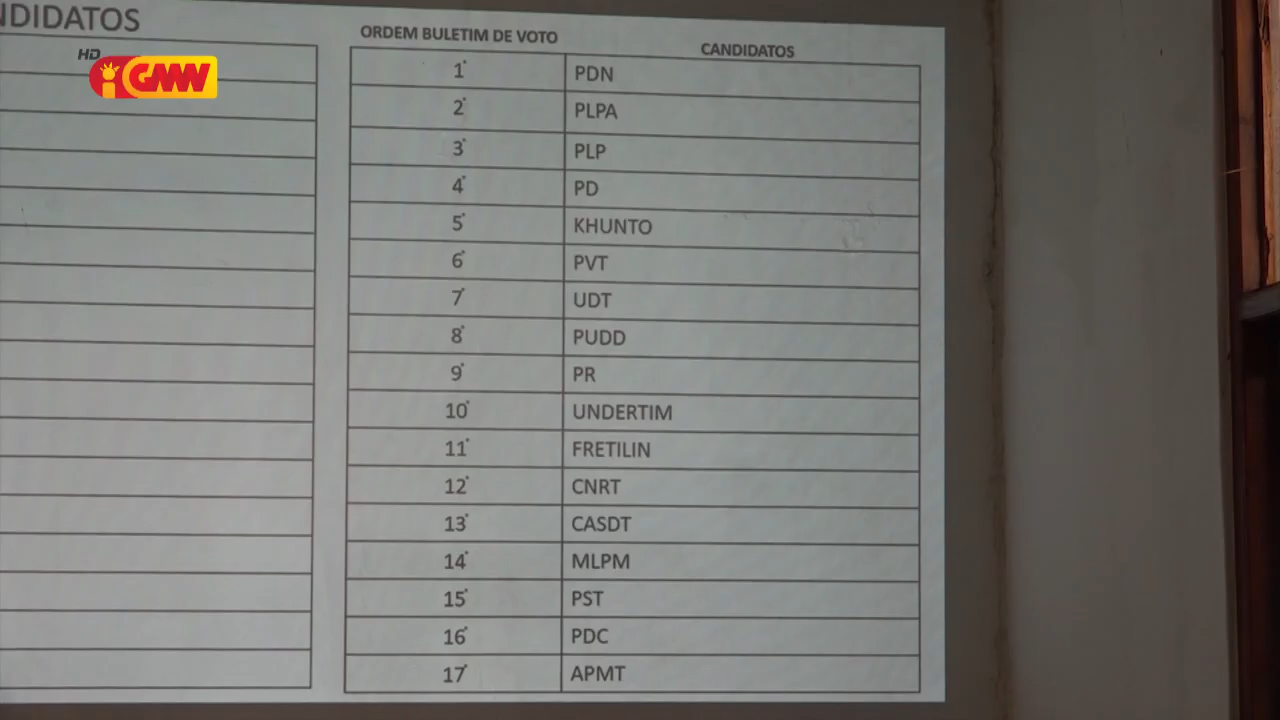 NDIDATOS
HD
GMW
ORDEM BULETIM DE VOTO CANDIDATOS
1° PDN
2° PLPA
3° PLP
4° PD
5° KHUNTO
6° PVT
7° UDT
8° PUDD
9° PR
10° UNDERTIM
11° FRETILIN
12° CNRT
13° CASDT
14° MLPM
15° PST
16° PDC
17° APMT